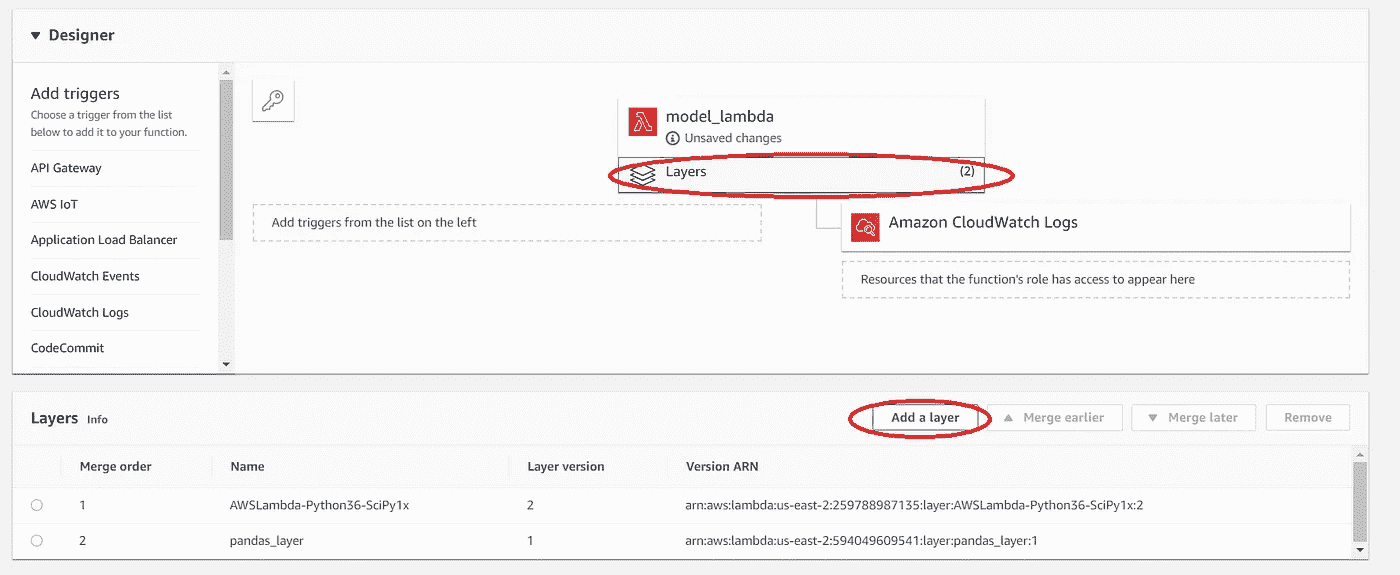 Designer
Add triggers
Choose a trigger from the list
below to add it to your function.
API Gateway
AWS IoT
Application Load Balancer
CloudWatch Events
CloudWatch Logs
CodeCommit
model_lambda
Unsaved changes
Layers (2)
Add triggers from the list on the left
Amazon CloudWatch Logs
Resources that the function's role has access to appear here
Layers Info
Add a layer Merge earlier Merge later Remove
Merge order Name Layer version Version ARN
1 AWSLambda-Python36-SciPy1x 2 arn:aws:lambda:us-east-2:259788987135:layer:AWSLambda-Python36-SciPy1x:2
2 pandas_layer 1 arn:aws:lambda:us-east-2:594049609541:layer:pandas_layer:1